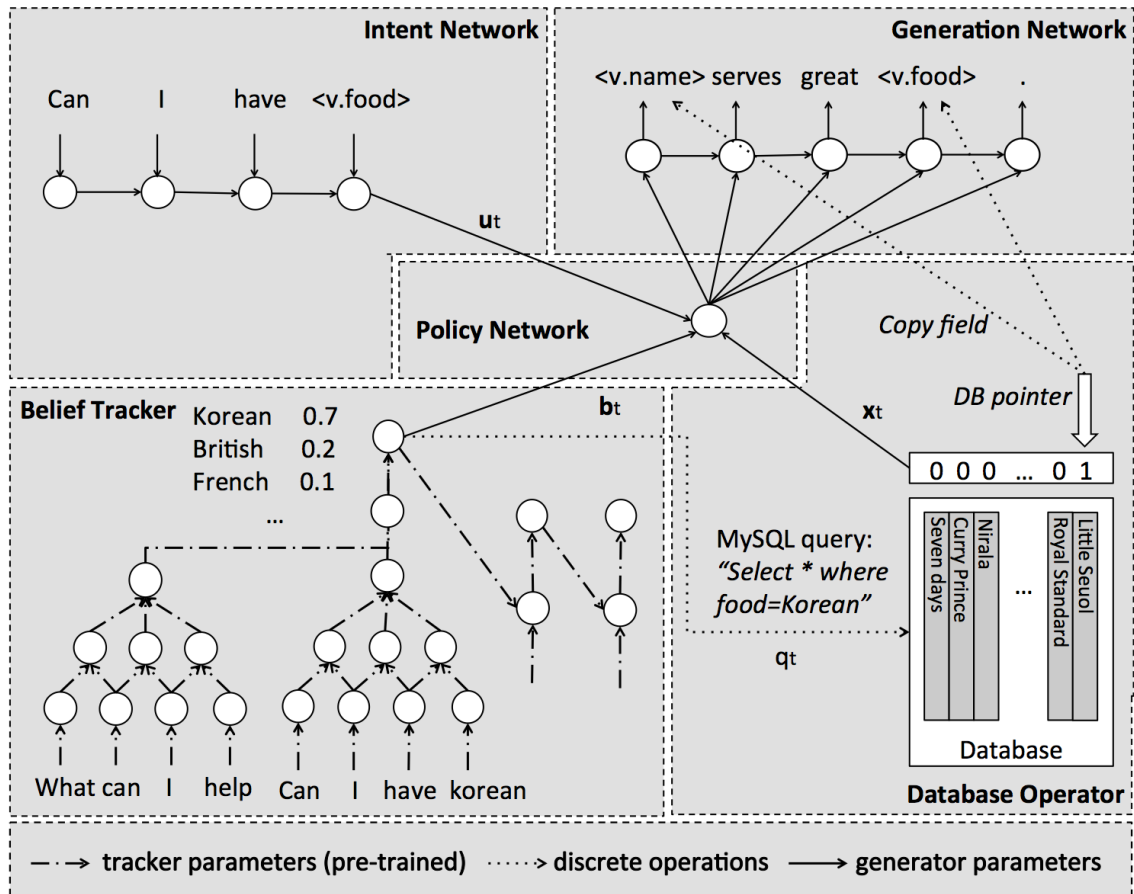 Intent Network
Can I have <v.food>
Generation Network
<v.name> serves great <v.food> .
ut
Policy Network
Copy field
DB pointer
xt
0 0 0 ... 0 1
Belief Tracker
Korean 0.7
British 0.2
French 0.1
...
bt
MySQL query:
“Select * where
food=Korean”
qt
Seven days
Curry Prince
Nirala
...
Royal Standard
Little Seuol
Database
Database Operator
What can I help
Can I have korean
tracker parameters (pre-trained)
discrete operations
generator parameters